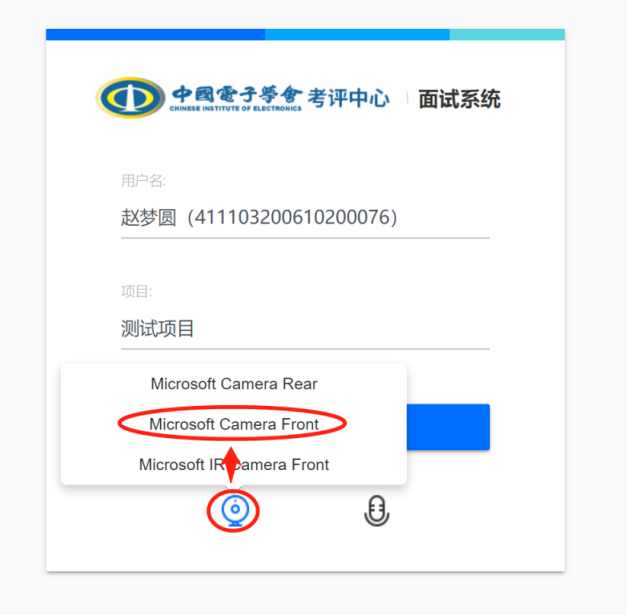 中國電子學會 考评中心 面试系统
CHINESE INSTITUTE OF ELECTRONICS
用户名:
赵梦圆（411103200610200076）
项目:
测试项目
Microsoft Camera Rear
Microsoft Camera Front
Microsoft IR Camera Front